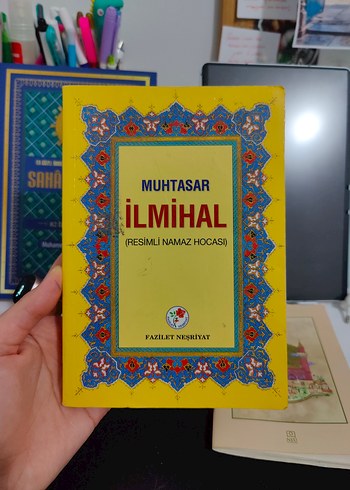 MUHTASAR
İLMİHAL
(RESİMLİ NAMAZ HOCASI)
FAZİLET NEŞRİYAT